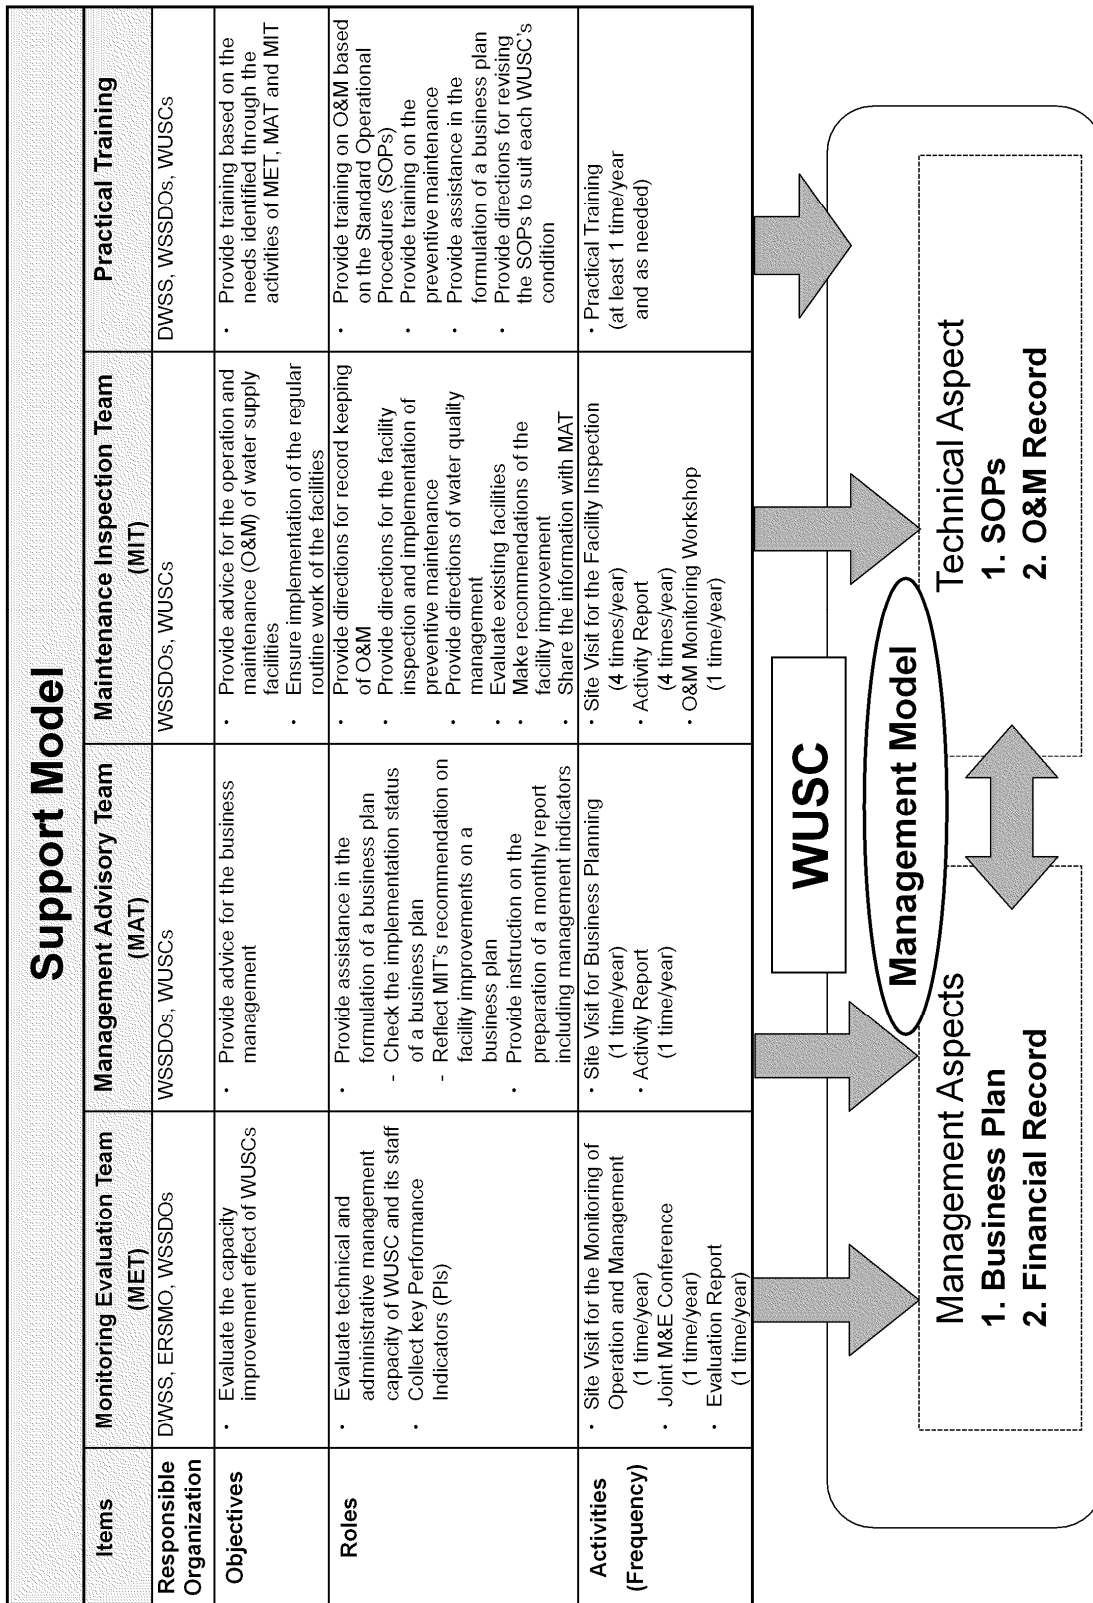 Support Model
Items
Monitoring Evaluation Team
(MET)
Management Advisory Team
(MAT)
Maintenance Inspection Team
(MIT)
Practical Training
Responsible
Organization
DWSS, ERSMO, WSSDOs
WSSDOs, WUSCs
WSSDOs, WUSCs
DWSS, WSSDOs, WUSCs
Objectives
・ Evaluate the capacity
improvement effect of WUSCs
・ Provide advice for the business
management
・ Provide advice for the operation and
maintenance (O&M) of water supply
facilities
・ Ensure implementation of the regular
routine work of the facilities
・ Provide training based on the
needs identified through the
activities of MET, MAT and MIT
Roles
・ Evaluate technical and
administrative management
capacity of WUSC and its staff
・ Collect key Performance
Indicators (PIs)
・ Provide assistance in the
formulation of a business plan
- Check the implementation status
of a business plan
- Reflect MIT's recommendation on
facility improvements on a
business plan
・ Provide instruction on the
preparation of a monthly report
including management indicators
・ Provide directions for record keeping
of O&M
・ Provide directions for the facility
inspection and implementation of
preventive maintenance
・ Provide directions of water quality
management
・ Evaluate existing facilities
・ Make recommendations of the
facility improvement
・ Share the information with MAT
・ Provide training on O&M based
on the Standard Operational
Procedures (SOPs)
・ Provide training on the
preventive maintenance
・ Provide assistance in the
formulation of a business plan
・ Provide directions for revising
the SOPs to suit each WUSC's
condition
Activities
(Frequency)
・ Site Visit for the Monitoring of
Operation and Management
(1 time/year)
・ Joint M&E Conference
(1 time/year)
・ Evaluation Report
(1 time/year)
・ Site Visit for Business Planning
(1 time/year)
・ Activity Report
(1 time/year)
・ Site Visit for the Facility Inspection
(4 times/year)
・ Activity Report
(4 times/year)
・ O&M Monitoring Workshop
(1 time/year)
・ Practical Training
(at least 1 time/year
and as needed)
WUSC
Management Model
Management Aspects
1. Business Plan
2. Financial Record
Technical Aspect
1. SOPs
2. O&M Record